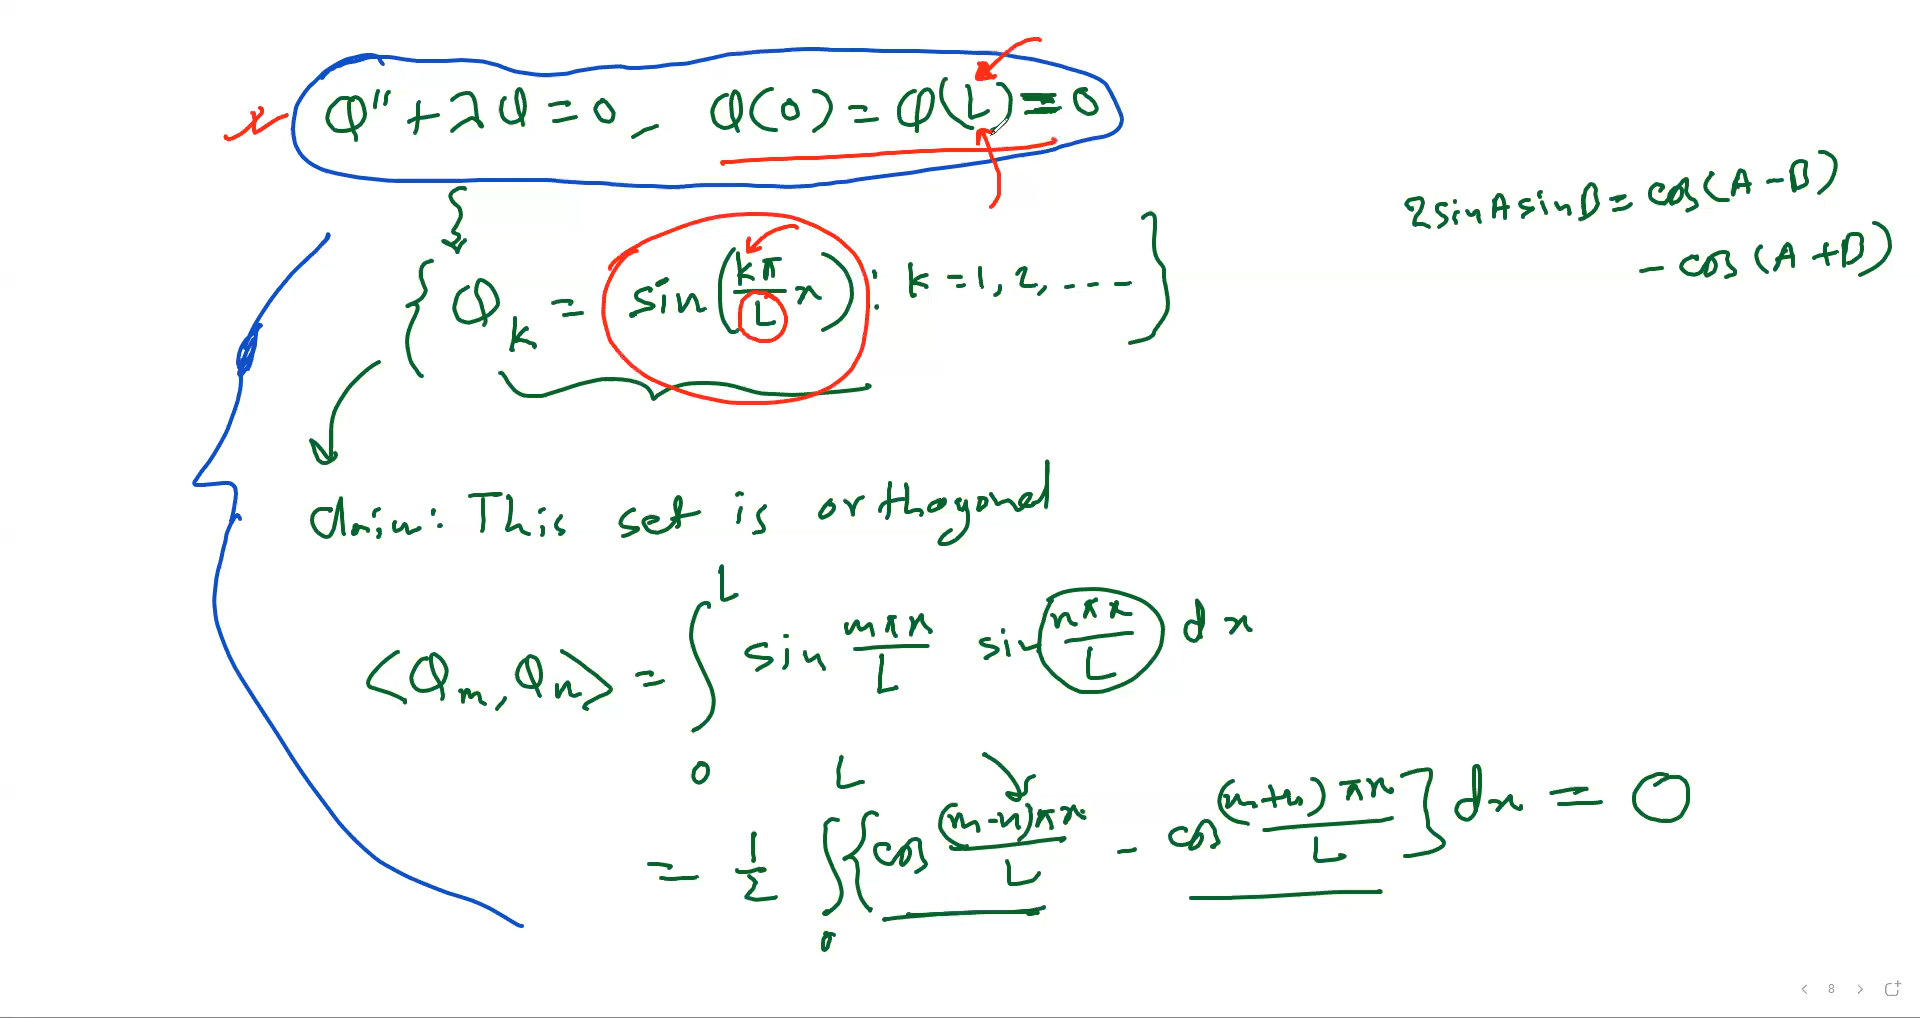 φ'' + λφ = 0, φ(0) = φ(L) = 0
2 sin A sin B = cos(A - B)
- cos(A + B)
{ φ_k = sin(kπ/L x) : k = 1, 2, ---- }
Claim: This set is orthogonal
<φ_m, φ_n> = ∫_0^L sin mπx/L sin nπx/L dx
= 1/2 ∫_0^L { cos (m-n)πx/L - cos (m+n)πx/L } dx = 0
8